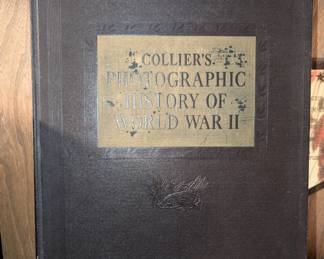 COLLIER'S
PHOTOGRAPHIC
HISTORY OF
WORLD WAR II